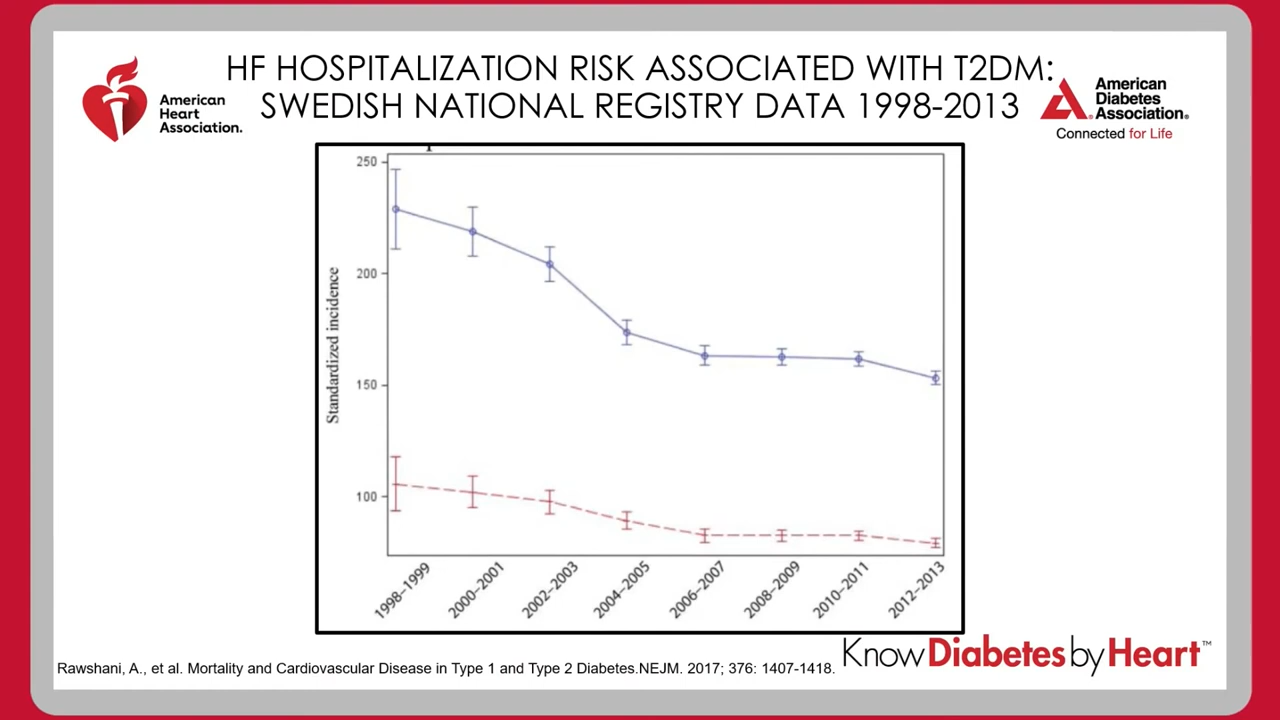 HF HOSPITALIZATION RISK ASSOCIATED WITH T2DM:
SWEDISH NATIONAL REGISTRY DATA 1998-2013
American
Heart
Association.
American
Diabetes
Association®
Connected for Life
250
200
150
100
Standardized incidence
1998–1999
2000–2001
2002–2003
2004–2005
2006–2007
2008–2009
2010–2011
2012–2013
Know Diabetes by Heart™
Rawshani, A., et al. Mortality and Cardiovascular Disease in Type 1 and Type 2 Diabetes.NEJM. 2017; 376: 1407-1418.